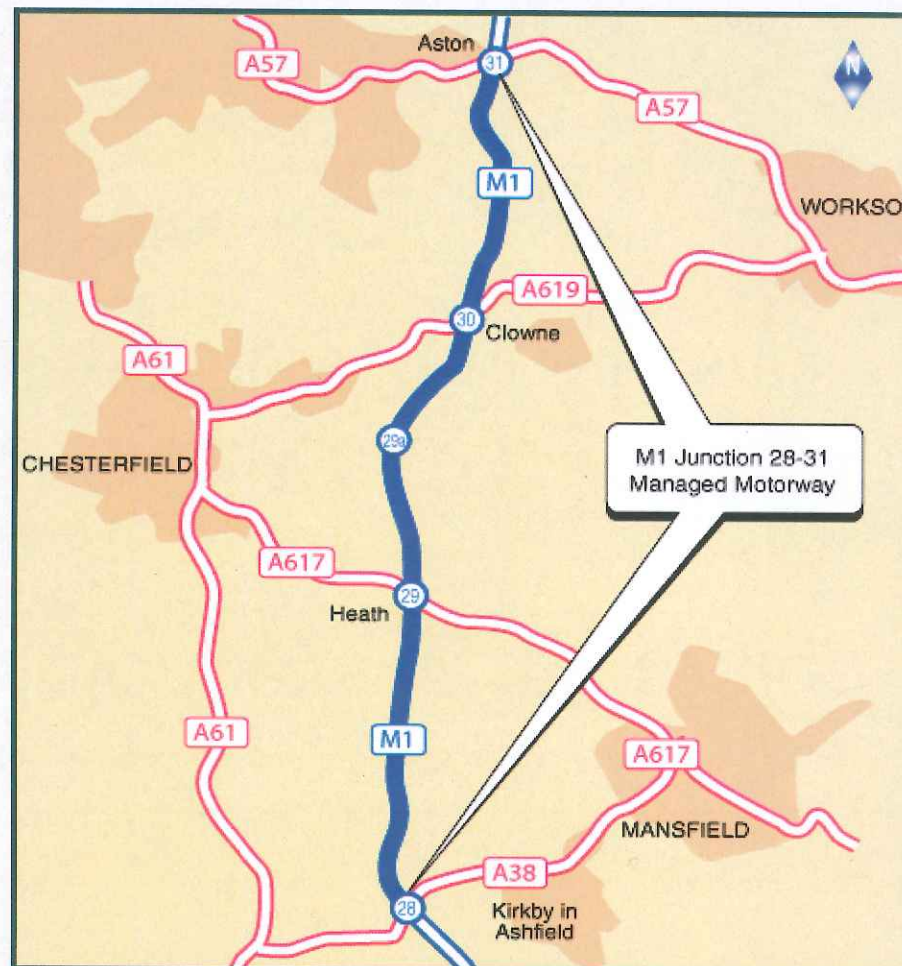 Aston
31
N
A57
A57
M1
WORKSO
A619
30
Clowne
A61
29a
CHESTERFIELD
M1 Junction 28-31
Managed Motorway
A617
29
Heath
A61
M1
A617
MANSFIELD
A38
28
Kirkby in
Ashfield